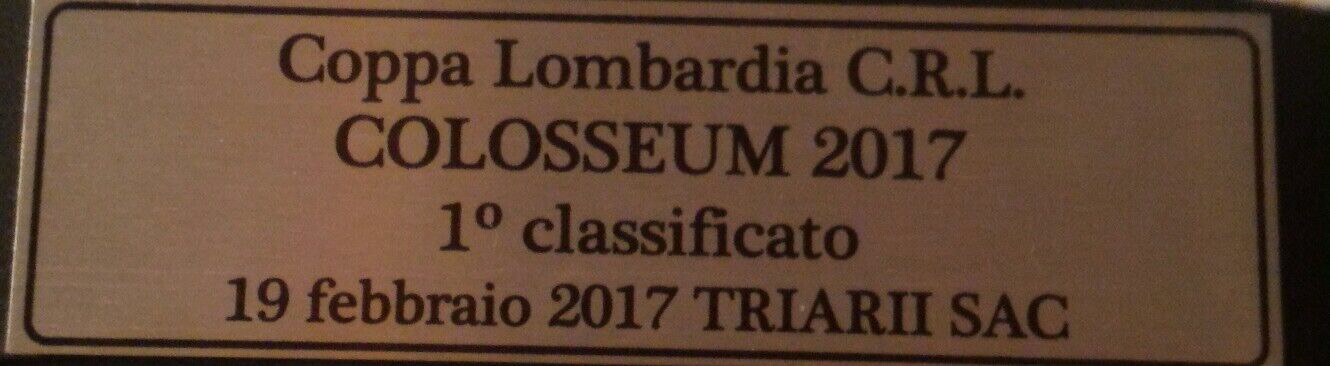 Coppa Lombardia C.R.L.
COLOSSEUM 2017
1º classificato
19 febbraio 2017 TRIARII SAC